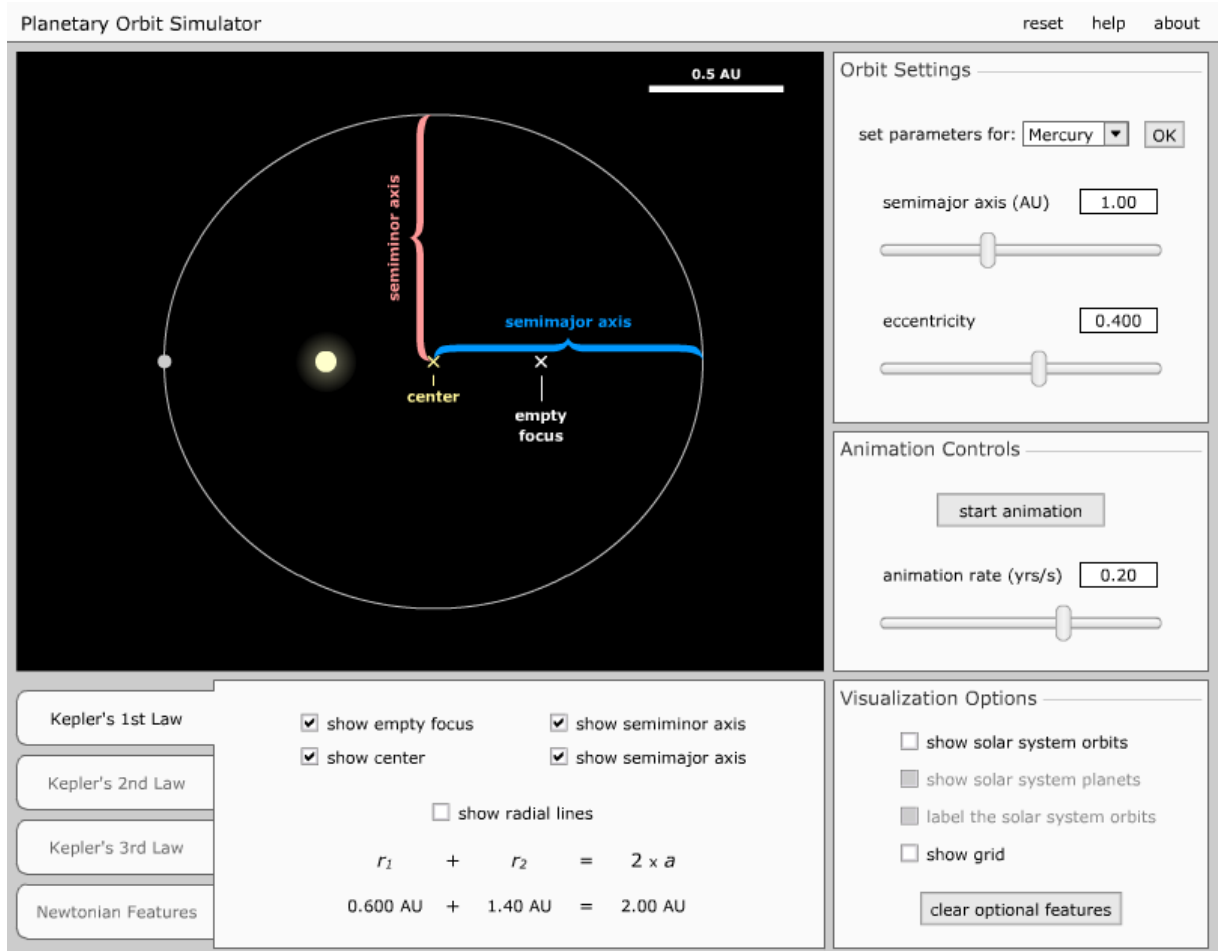 Planetary Orbit Simulator
reset help about
0.5 AU
semiminor axis
semimajor axis
center
empty
focus
Orbit Settings
set parameters for: Mercury OK
semimajor axis (AU) 1.00
eccentricity 0.400
Animation Controls
start animation
animation rate (yrs/s) 0.20
Kepler's 1st Law
Kepler's 2nd Law
Kepler's 3rd Law
Newtonian Features
show empty focus show semiminor axis
show center show semimajor axis
show radial lines
r₁ + r₂ = 2 x a
0.600 AU + 1.40 AU = 2.00 AU
Visualization Options
show solar system orbits
show solar system planets
label the solar system orbits
show grid
clear optional features